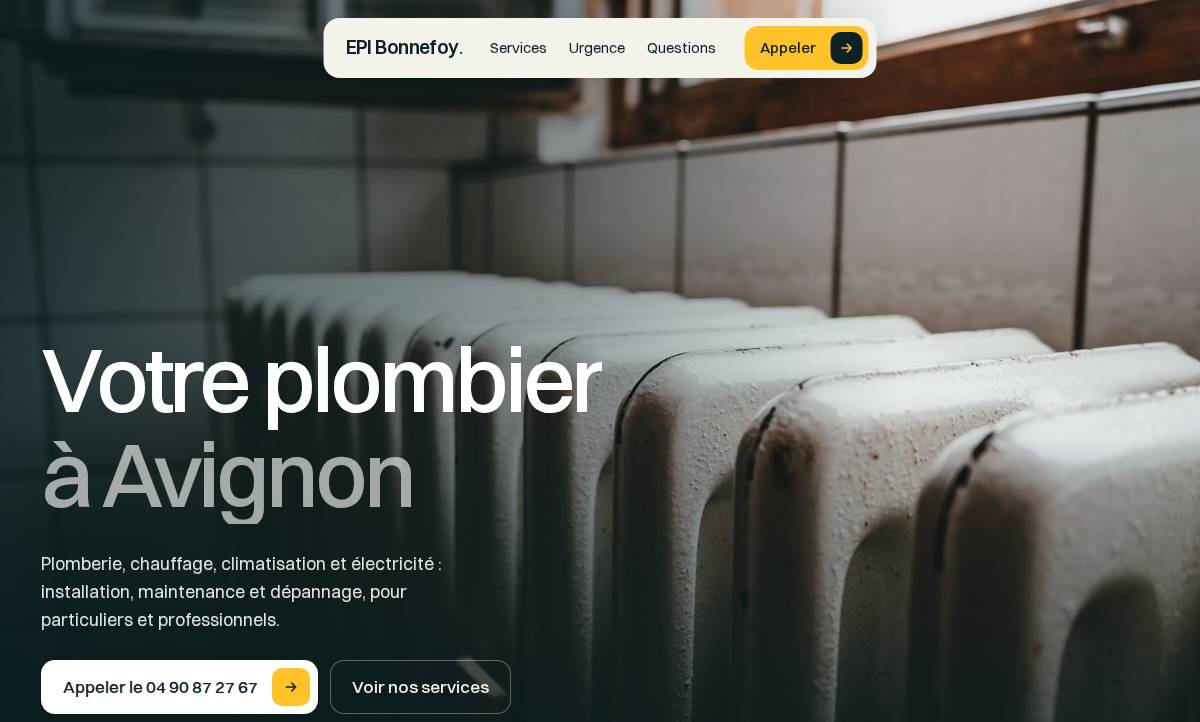 EPI Bonnefoy.
Services
Urgence
Questions
Appeler
Votre plombier
à Avignon
Plomberie, chauffage, climatisation et électricité :
installation, maintenance et dépannage, pour
particuliers et professionnels.
Appeler le 04 90 87 27 67
Voir nos services